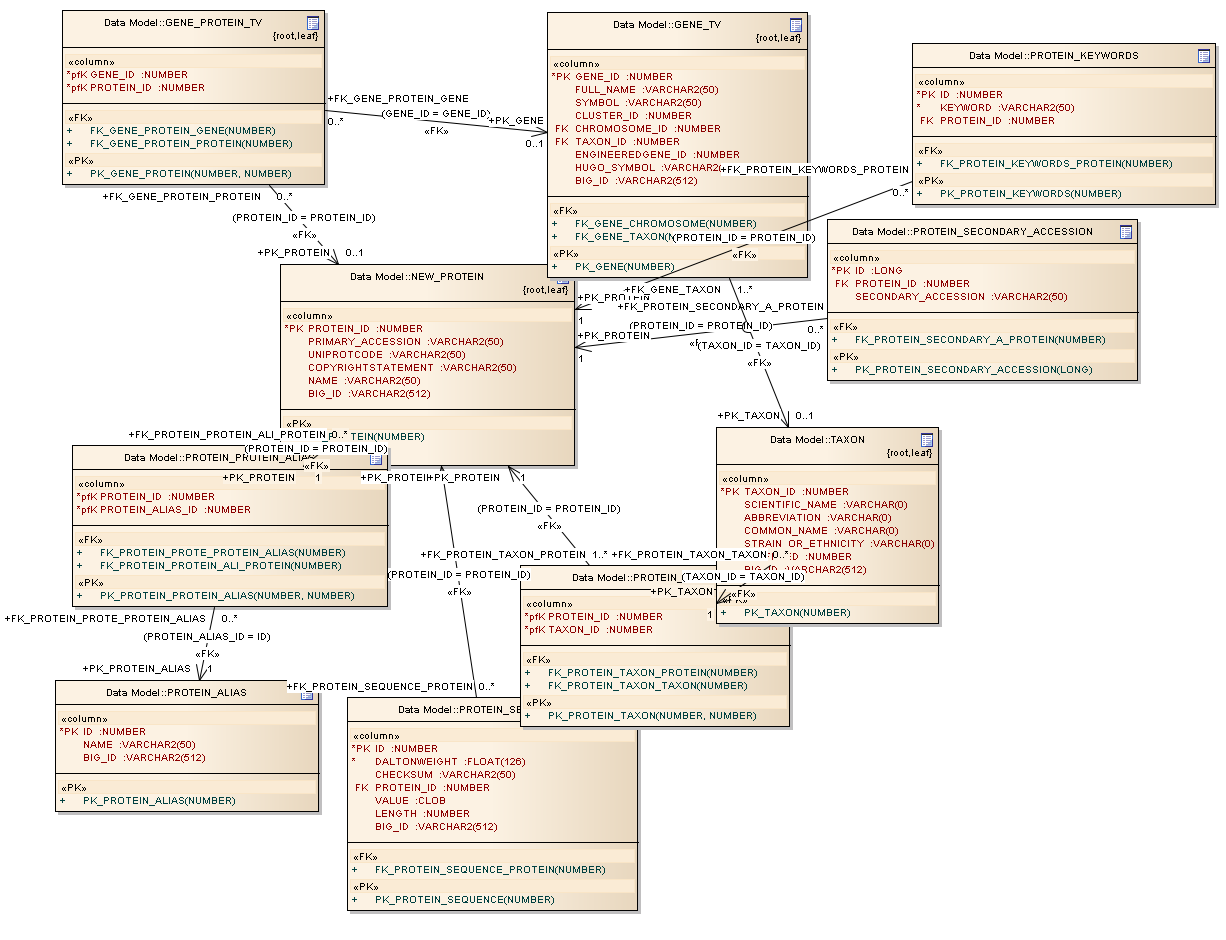 Data Model::GENE_PROTEIN_TV
{root,leaf}
«column»
*pfK GENE_ID :NUMBER
*pfK PROTEIN_ID :NUMBER
«FK»
+ FK_GENE_PROTEIN_GENE(NUMBER)
+ FK_GENE_PROTEIN_PROTEIN(NUMBER)
«PK»
+ PK_GENE_PROTEIN(NUMBER, NUMBER)
+FK_GENE_PROTEIN_GENE
0..*
(GENE_ID = GENE_ID)
«FK»
+PK_GENE
0..1
Data Model::GENE_TV
{root,leaf}
«column»
*PK GENE_ID :NUMBER
FULL_NAME :VARCHAR2(50)
SYMBOL :VARCHAR2(50)
CLUSTER_ID :NUMBER
FK CHROMOSOME_ID :NUMBER
FK TAXON_ID :NUMBER
ENGINEEREDGENE_ID :NUMBER
HUGO_SYMBOL :VARCHAR2(
BIG_ID :VARCHAR2(512)
«FK»
+ FK_GENE_CHROMOSOME(NUMBER)
+ FK_GENE_TAXON(
«PK»
+ PK_GENE(NUMBER)
Data Model::PROTEIN_KEYWORDS
«column»
*PK ID :NUMBER
* KEYWORD :VARCHAR2(50)
FK PROTEIN_ID :NUMBER
«FK»
+ FK_PROTEIN_KEYWORDS_PROTEIN(NUMBER)
«PK»
+ PK_PROTEIN_KEYWORDS(NUMBER)
+FK_PROTEIN_KEYWORDS_PROTEIN
0..*
(PROTEIN_ID = PROTEIN_ID)
«FK»
+PK_PROTEIN
1
+FK_GENE_PROTEIN_PROTEIN
0..*
(PROTEIN_ID = PROTEIN_ID)
«FK»
+PK_PROTEIN
0..1
Data Model::PROTEIN_SECONDARY_ACCESSION
«column»
*PK ID :LONG
FK PROTEIN_ID :NUMBER
SECONDARY_ACCESSION :VARCHAR2(50)
«FK»
+ FK_PROTEIN_SECONDARY_A_PROTEIN(NUMBER)
«PK»
+ PK_PROTEIN_SECONDARY_ACCESSION(LONG)
Data Model::NEW_PROTEIN
{root,leaf}
«column»
*PK PROTEIN_ID :NUMBER
PRIMARY_ACCESSION :VARCHAR2(50)
UNIPROTCODE :VARCHAR2(50)
COPYRIGHTSTATEMENT :VARCHAR2(50)
NAME :VARCHAR2(50)
BIG_ID :VARCHAR2(512)
«PK»
TEIN(NUMBER)
+FK_GENE_TAXON
1..*
+FK_PROTEIN_SECONDARY_A_PROTEIN
0..*
(PROTEIN_ID = PROTEIN_ID)
+PK_PROTEIN
1
(TAXON_ID = TAXON_ID)
«FK»
+PK_TAXON
0..1
Data Model::TAXON
{root,leaf}
«column»
*PK TAXON_ID :NUMBER
SCIENTIFIC_NAME :VARCHAR(0)
ABBREVIATION :VARCHAR(0)
COMMON_NAME :VARCHAR(0)
STRAIN_OR_ETHNICITY :VARCHAR(0)
D :NUMBER
BIG_ID :VARCHAR2(512)
+ PK_TAXON(NUMBER)
+FK_PROTEIN_PROTEIN_ALI_PROTEIN
0..*
(PROTEIN_ID = PROTEIN_ID)
«FK»
+PK_PROTEIN
1
Data Model::PROTEIN_PROTEIN_ALIAS
«column»
*pfK PROTEIN_ID :NUMBER
*pfK PROTEIN_ALIAS_ID :NUMBER
«FK»
+ FK_PROTEIN_PROTE_PROTEIN_ALIAS(NUMBER)
+ FK_PROTEIN_PROTEIN_ALI_PROTEIN(NUMBER)
«PK»
+ PK_PROTEIN_PROTEIN_ALIAS(NUMBER, NUMBER)
+PK_PROTEIN
+PK_PROTEIN
1
(PROTEIN_ID = PROTEIN_ID)
«FK»
+FK_PROTEIN_TAXON_PROTEIN
1..*
+FK_PROTEIN_TAXON_TAXON
0..*
(TAXON_ID = TAXON_ID)
«FK»
+PK_TAXON
1
(PROTEIN_ID = PROTEIN_ID)
«FK»
Data Model::PROTEIN_
«column»
*pfK PROTEIN_ID :NUMBER
*pfK TAXON_ID :NUMBER
«FK»
+ FK_PROTEIN_TAXON_PROTEIN(NUMBER)
+ FK_PROTEIN_TAXON_TAXON(NUMBER)
«PK»
+ PK_PROTEIN_TAXON(NUMBER, NUMBER)
+FK_PROTEIN_PROTE_PROTEIN_ALIAS
0..*
(PROTEIN_ALIAS_ID = ID)
«FK»
+PK_PROTEIN_ALIAS
1
Data Model::PROTEIN_ALIAS
«column»
*PK ID :NUMBER
NAME :VARCHAR2(50)
BIG_ID :VARCHAR2(512)
«PK»
+ PK_PROTEIN_ALIAS(NUMBER)
+FK_PROTEIN_SEQUENCE_PROTEIN
0..*
Data Model::PROTEIN_SE
«column»
*PK ID :NUMBER
* DALTONWEIGHT :FLOAT(126)
CHECKSUM :VARCHAR2(50)
FK PROTEIN_ID :NUMBER
VALUE :CLOB
LENGTH :NUMBER
BIG_ID :VARCHAR2(512)
«FK»
+ FK_PROTEIN_SEQUENCE_PROTEIN(NUMBER)
«PK»
+ PK_PROTEIN_SEQUENCE(NUMBER)